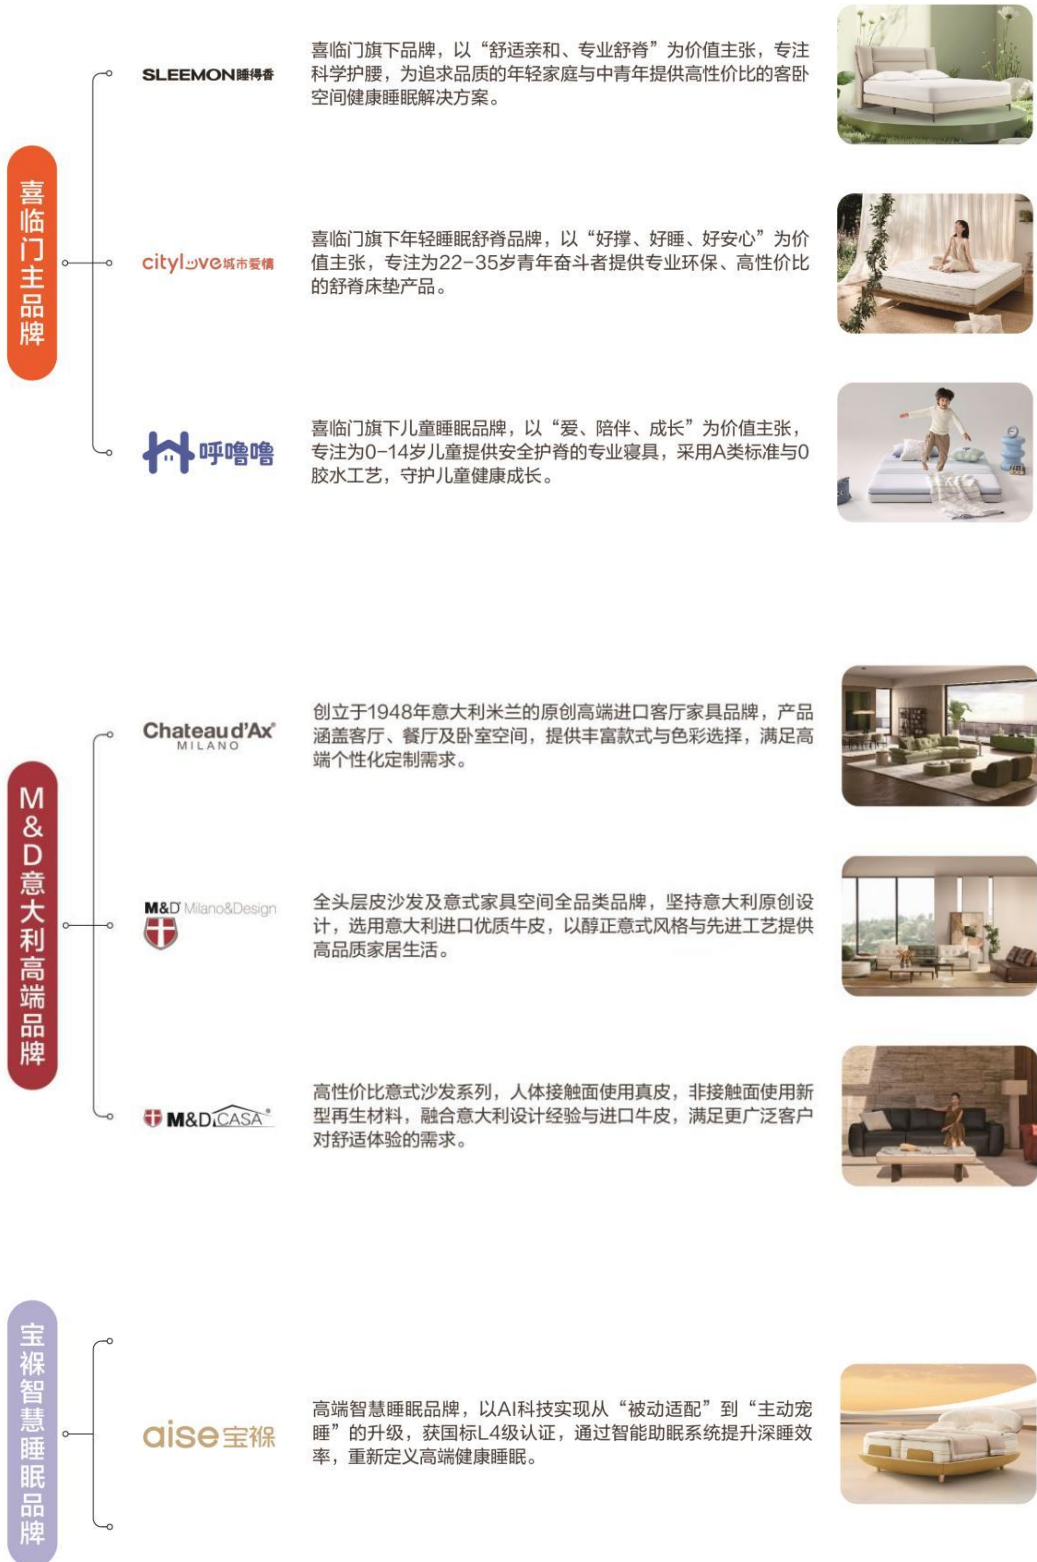 喜临门主品牌
SLEEMON睡得香
喜临门旗下品牌，以“舒适亲和、专业舒脊”为价值主张，专注
科学护腰，为追求品质的年轻家庭与中青年提供高性价比的客卧
空间健康睡眠解决方案。
citylove城市爱情
喜临门旗下年轻睡眠舒脊品牌，以“好撑、好睡、好安心”为价
值主张，专注为22-35岁青年奋斗者提供专业环保、高性价比
的舒脊床垫产品。
呼噜噜
喜临门旗下儿童睡眠品牌，以“爱、陪伴、成长”为价值主张，
专注为0-14岁儿童提供安全护脊的专业寝具，采用A类标准与0
胶水工艺，守护儿童健康成长。
M&D意大利高端品牌
Chateau d'Ax®
MILANO
创立于1948年意大利米兰的原创高端进口客厅家具品牌，产品
涵盖客厅、餐厅及卧室空间，提供丰富款式与色彩选择，满足高
端个性化定制需求。
M&D Milano&Design
全头层皮沙发及意式家具空间全品类品牌，坚持意大利原创设
计，选用意大利进口优质牛皮，以醇正意式风格与先进工艺提供
高品质家居生活。
M&D CASA®
高性价比意式沙发系列，人体接触面使用真皮，非接触面使用新
型再生材料，融合意大利设计经验与进口牛皮，满足更广泛客户
对舒适体验的需求。
宝褓智慧睡眠品牌
aise宝褓
高端智慧睡眠品牌，以AI科技实现从“被动适配”到“主动宠
睡”的升级，获国标L4级认证，通过智能助眠系统提升深睡效
率，重新定义高端健康睡眠。